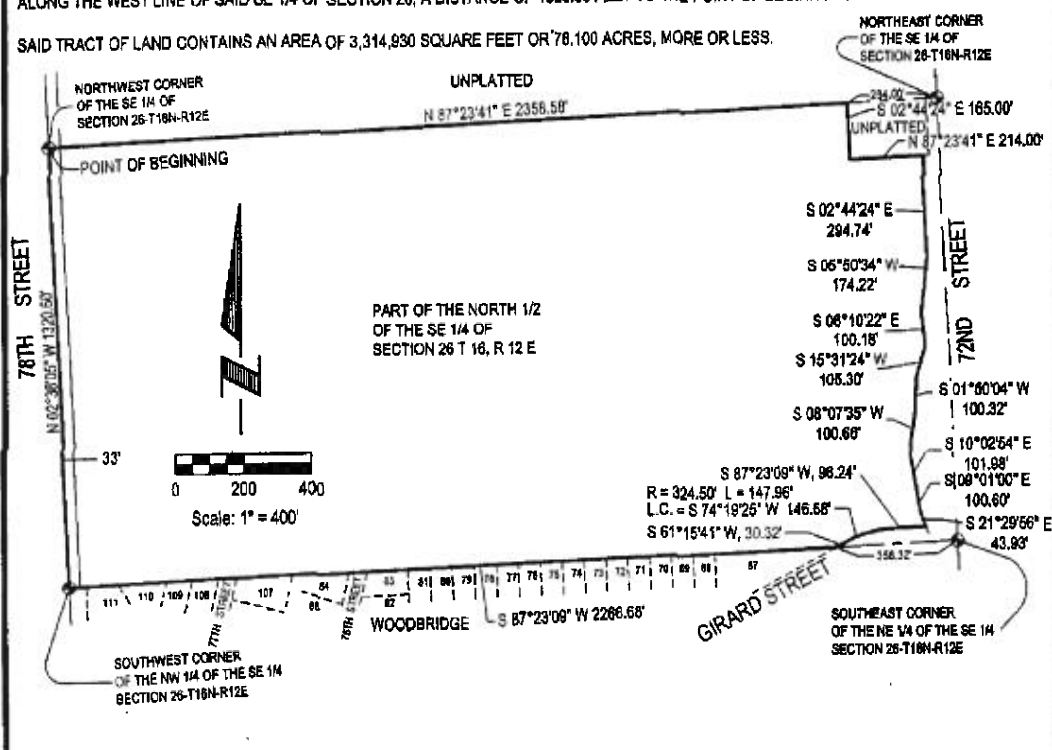 SAID TRACT OF LAND CONTAINS AN AREA OF 3,314,930 SQUARE FEET OR 76.100 ACRES, MORE OR LESS.
NORTHEAST CORNER
OF THE SE 1/4 OF
SECTION 26-T16N-R12E
NORTHWEST CORNER
OF THE SE 1/4 OF
SECTION 26-T16N-R12E
UNPLATTED
N 87°23'41" E 2358.58'
294.00'
S 02°44'24" E 165.00'
UNPLATTED
N 87°23'41" E 214.00'
POINT OF BEGINNING
78TH STREET
N 02°38'05" W 1320.60'
33'
PART OF THE NORTH 1/2
OF THE SE 1/4 OF
SECTION 26 T 16, R 12 E
0 200 400
Scale: 1" = 400'
S 02°44'24" E
294.74'
S 05°50'34" W
174.22'
S 06°10'22" E
100.18'
S 15°31'24" W
105.30'
S 08°07'35" W
100.66'
72ND STREET
S 01°60'04" W
100.32'
S 10°02'54" E
101.98'
S 09°01'00" E
100.60'
S 21°29'56" E
43.93'
S 87°23'09" W, 96.24'
R = 324.50' L = 147.96'
L.C. = S 74°19'25" W 146.68'
S 61°15'41" W, 30.32'
356.32'
111 110 109 108 107 84 83 81 80 79 78 77 76 75 74 73 72 71 70 69 68 67
77TH STREET
76TH STREET
82
WOODBRIDGE
S 87°23'09" W 2266.68'
GIRARD STREET
SOUTHEAST CORNER
OF THE NE 1/4 OF THE SE 1/4
SECTION 26-T16N-R12E
SOUTHWEST CORNER
OF THE NW 1/4 OF THE SE 1/4
SECTION 26-T16N-R12E